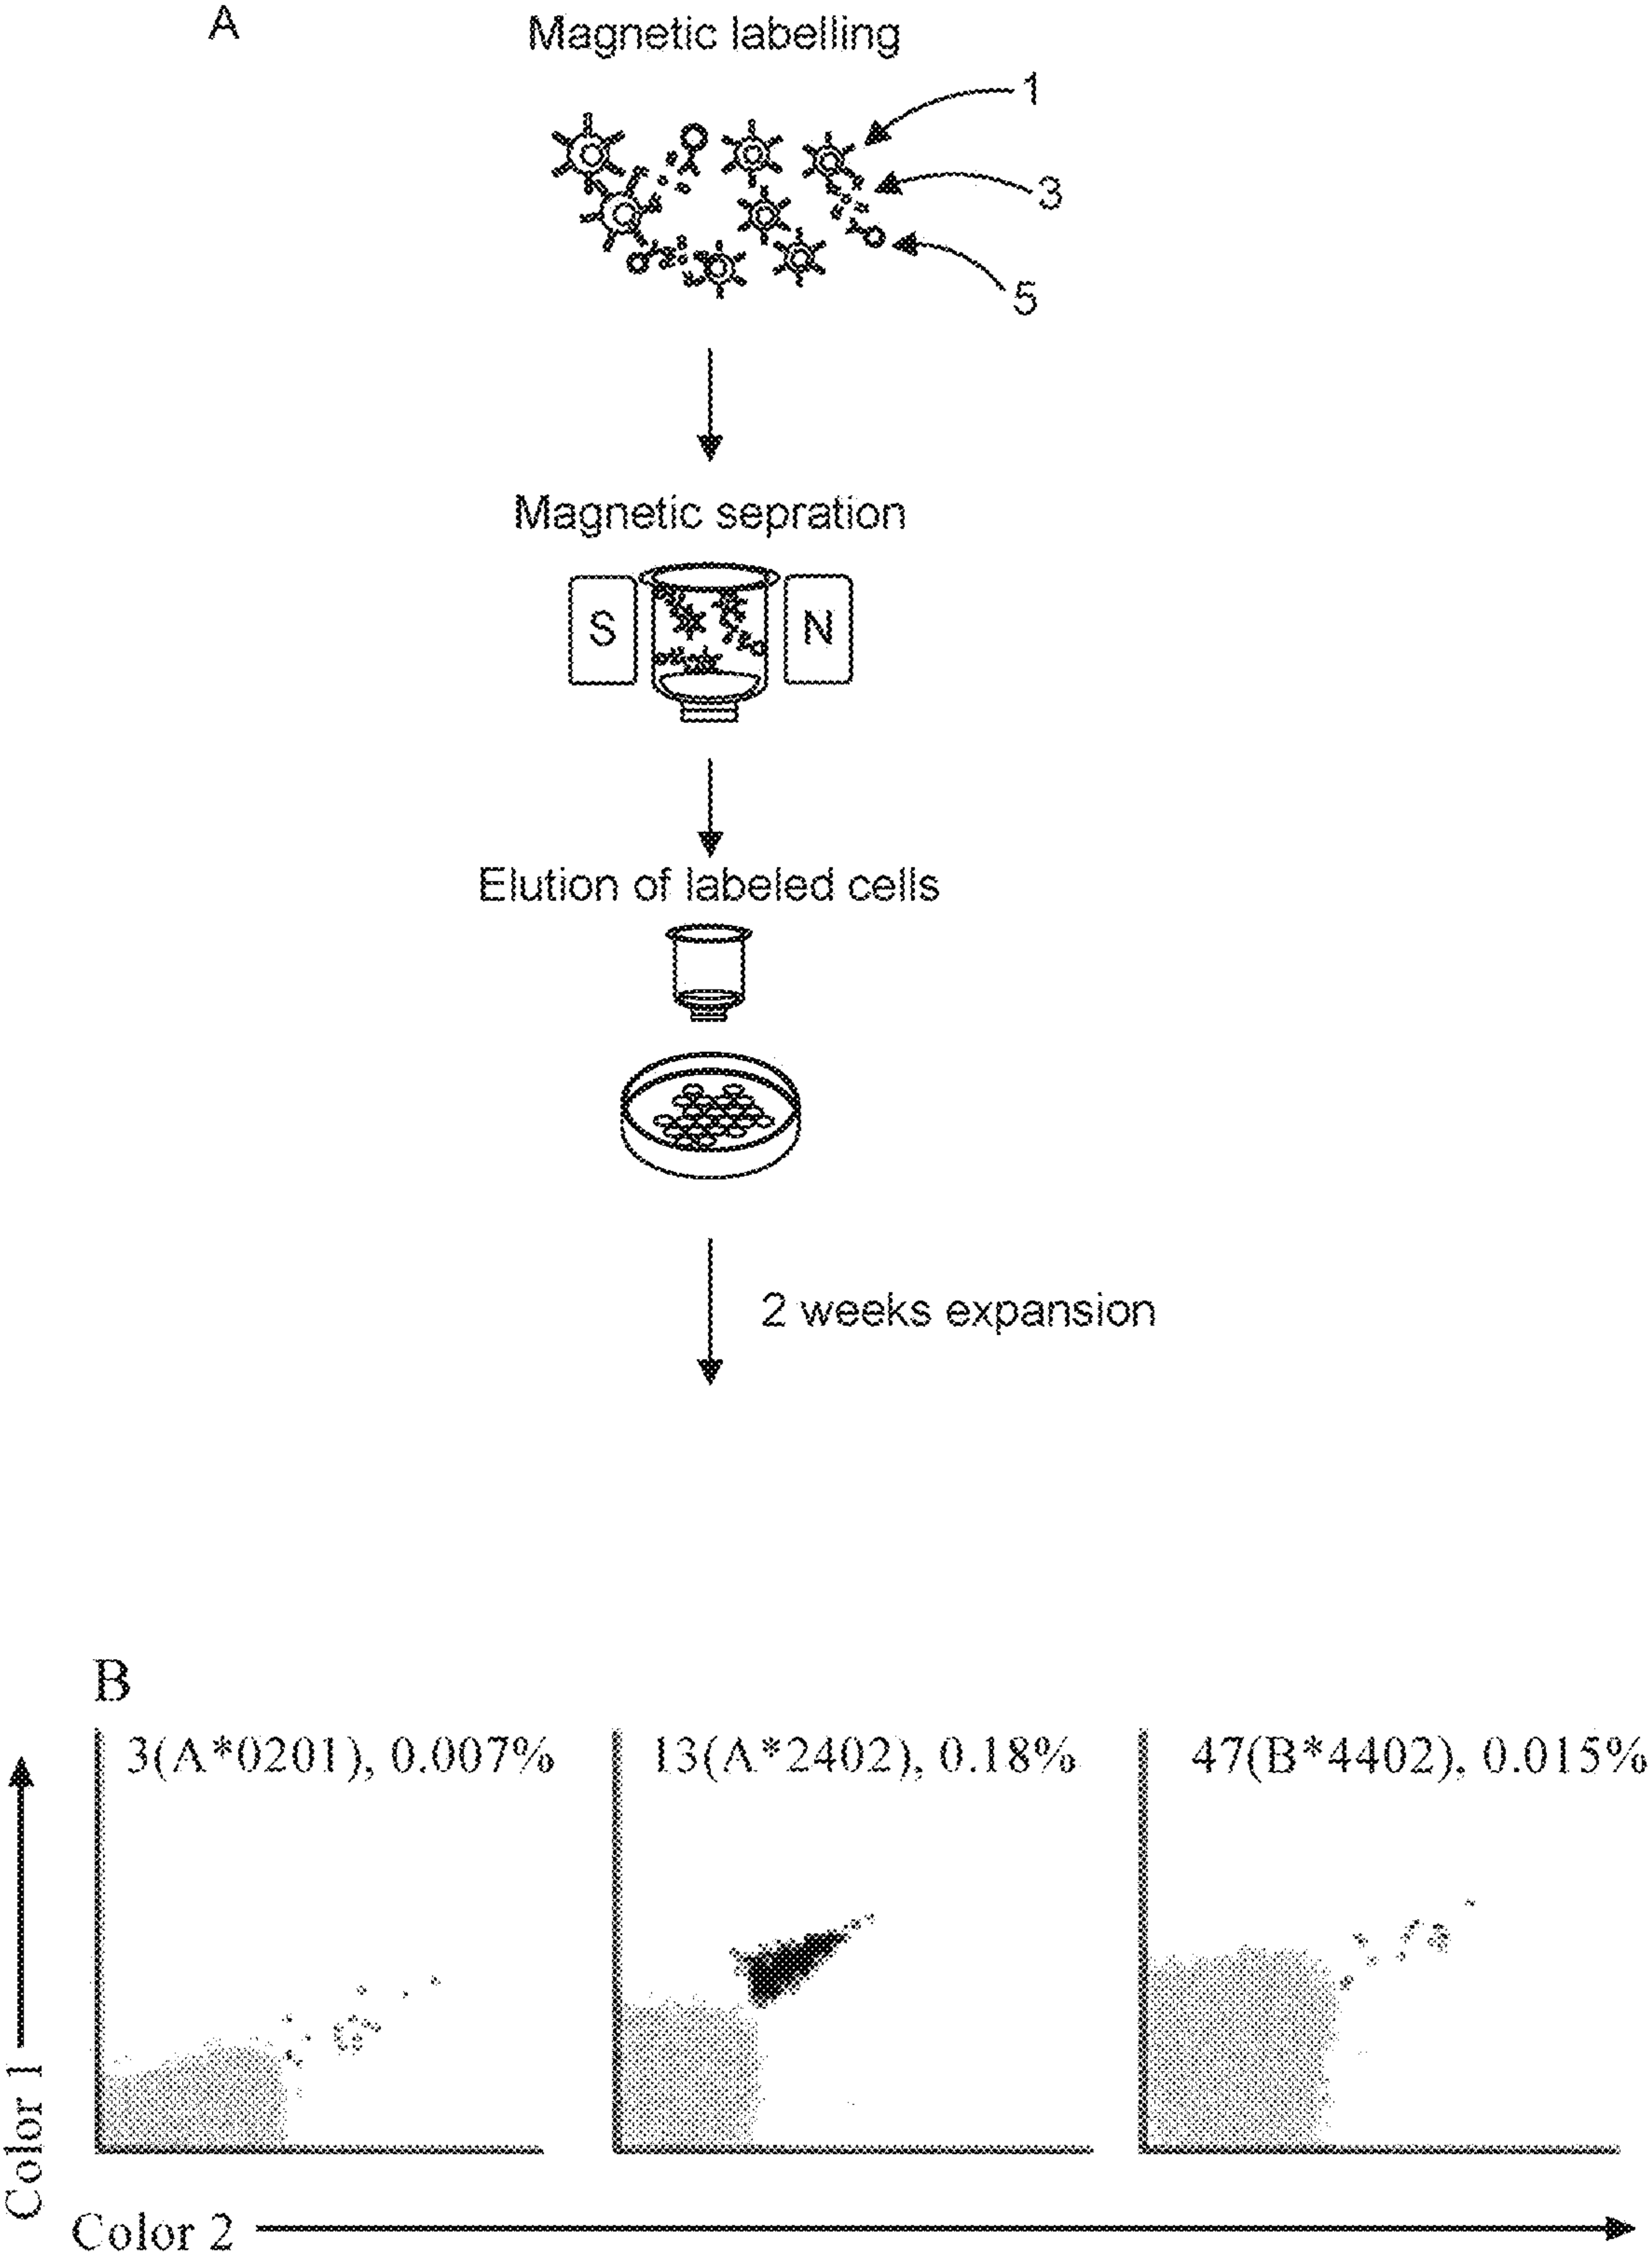 A
Magnetic labelling
1
3
5
Magnetic sepration
S
N
Elution of labeled cells
2 weeks expansion
B
3(A*0201), 0.007%
13(A*2402), 0.18%
47(B*4402), 0.015%
Color 1
Color 2